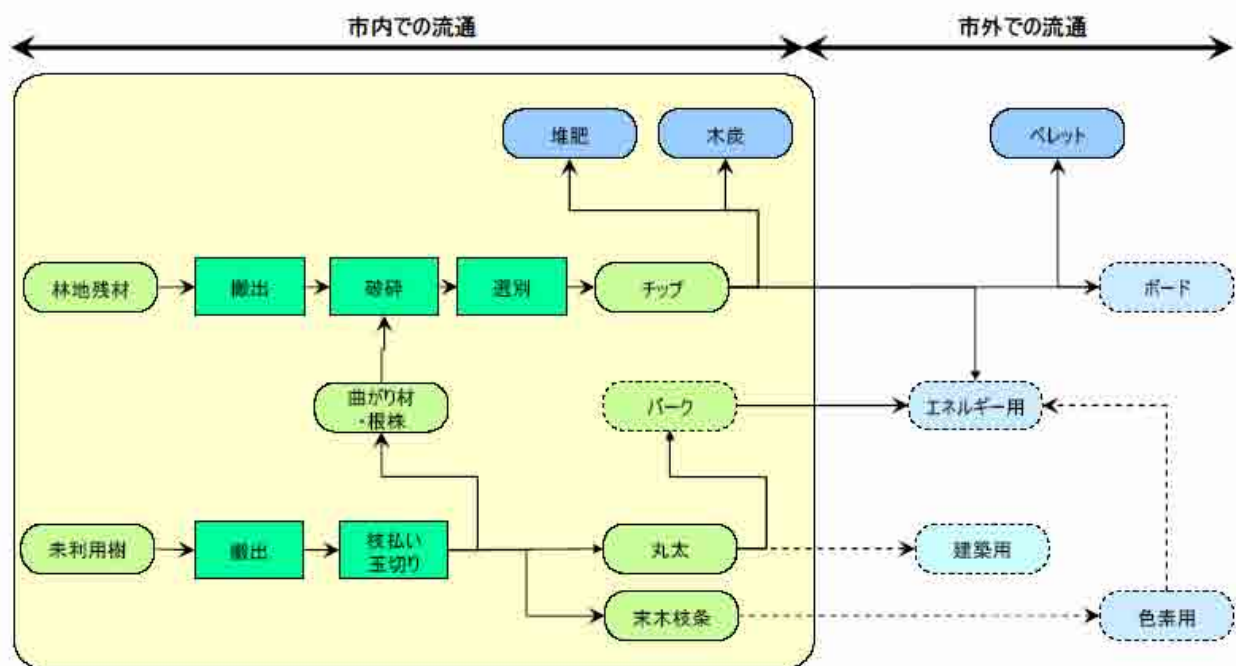 市内での流通
市外での流通
堆肥
木炭
ペレット
林地残材
搬出
破砕
選別
チップ
ボード
曲がり材
・根株
バーク
エネルギー用
未利用樹
搬出
枝払い
玉切り
丸太
建築用
末木枝条
色素用